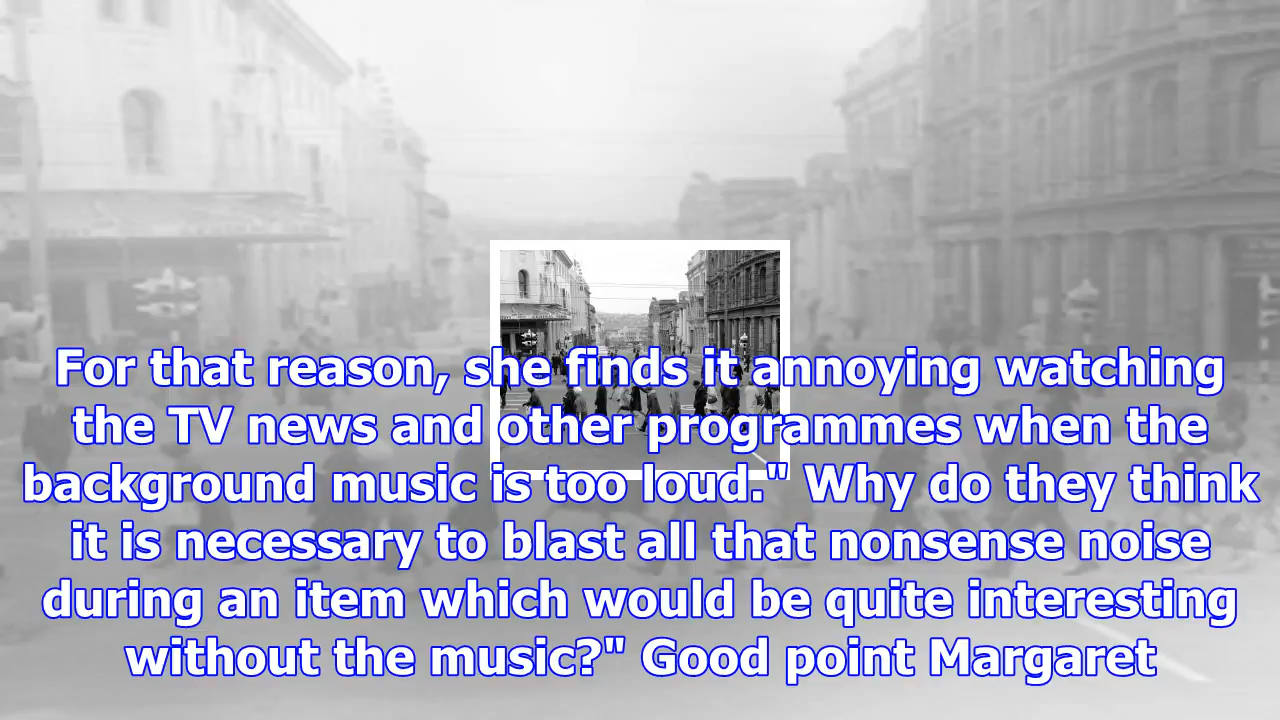 For that reason, she finds it annoying watching
the TV news and other programmes when the
background music is too loud." Why do they think
it is necessary to blast all that nonsense noise
during an item which would be quite interesting
without the music?" Good point Margaret